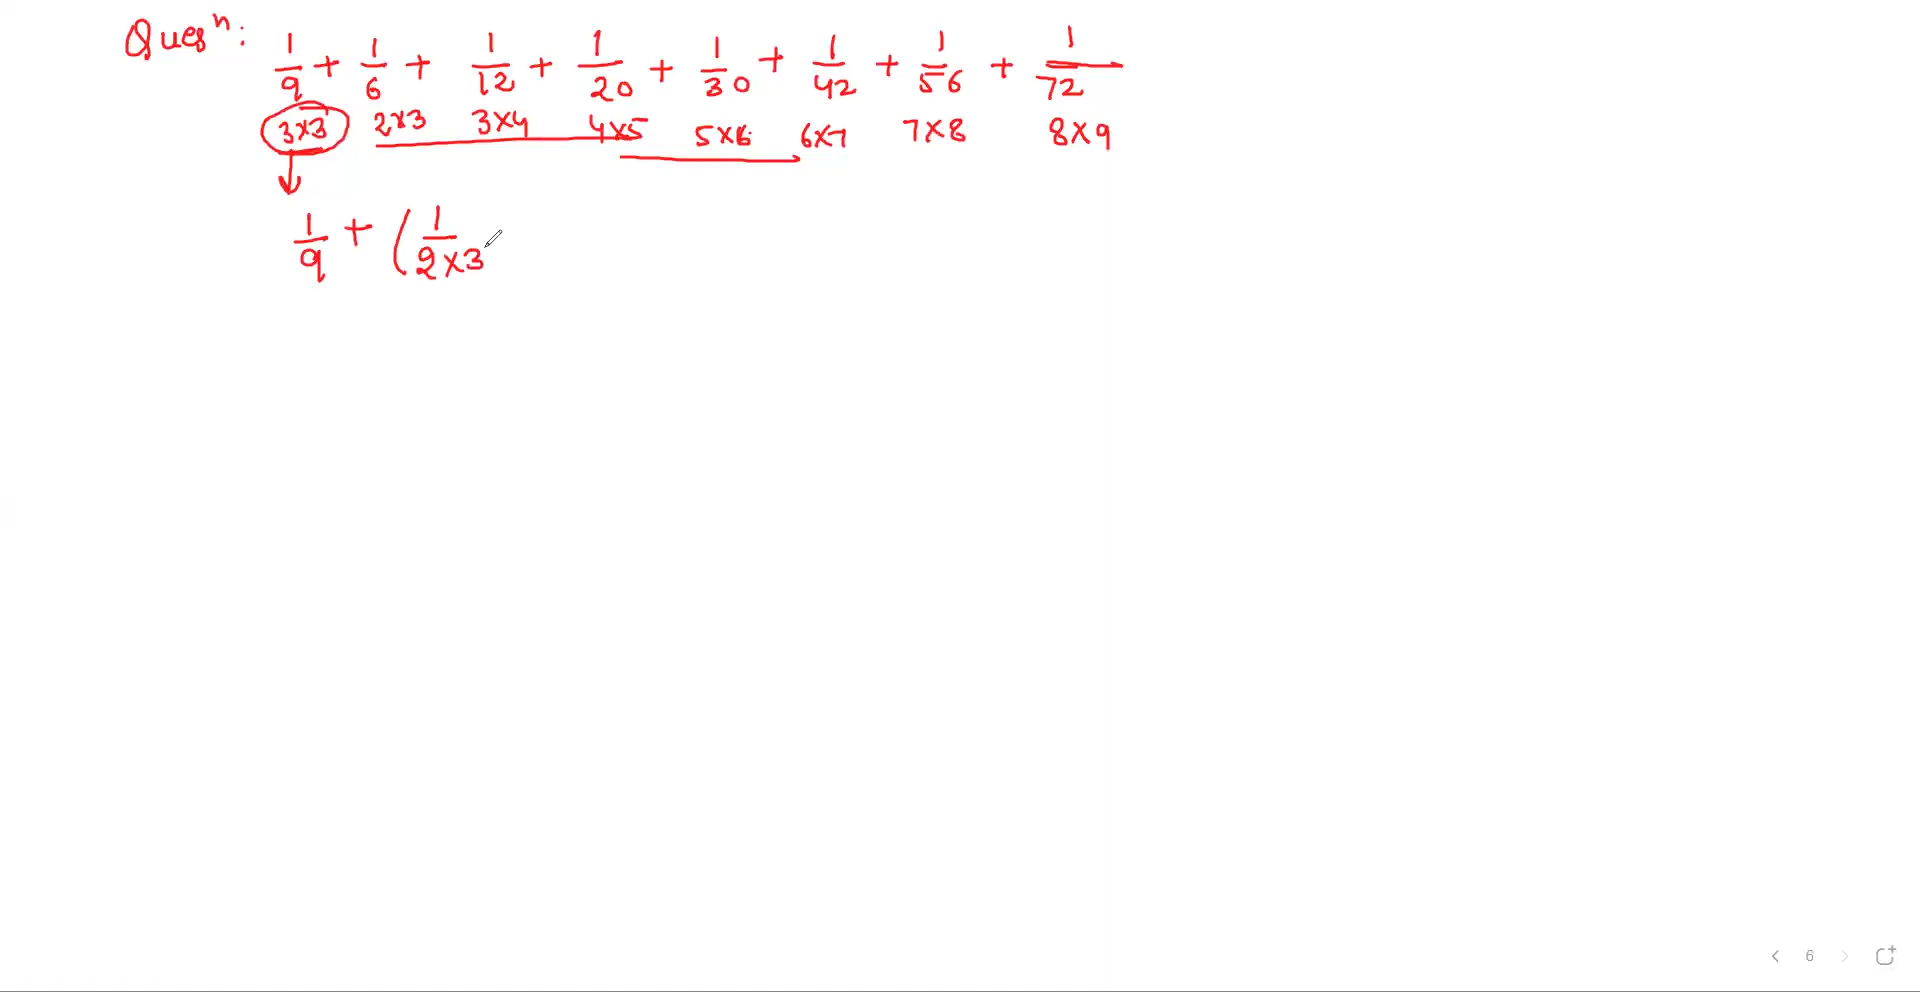 Quesⁿ: 1/9 + 1/6 + 1/12 + 1/20 + 1/30 + 1/42 + 1/56 + 1/72
3×3 2×3 3×4 4×5 5×6 6×7 7×8 8×9
1/9 + (1/2×3
6